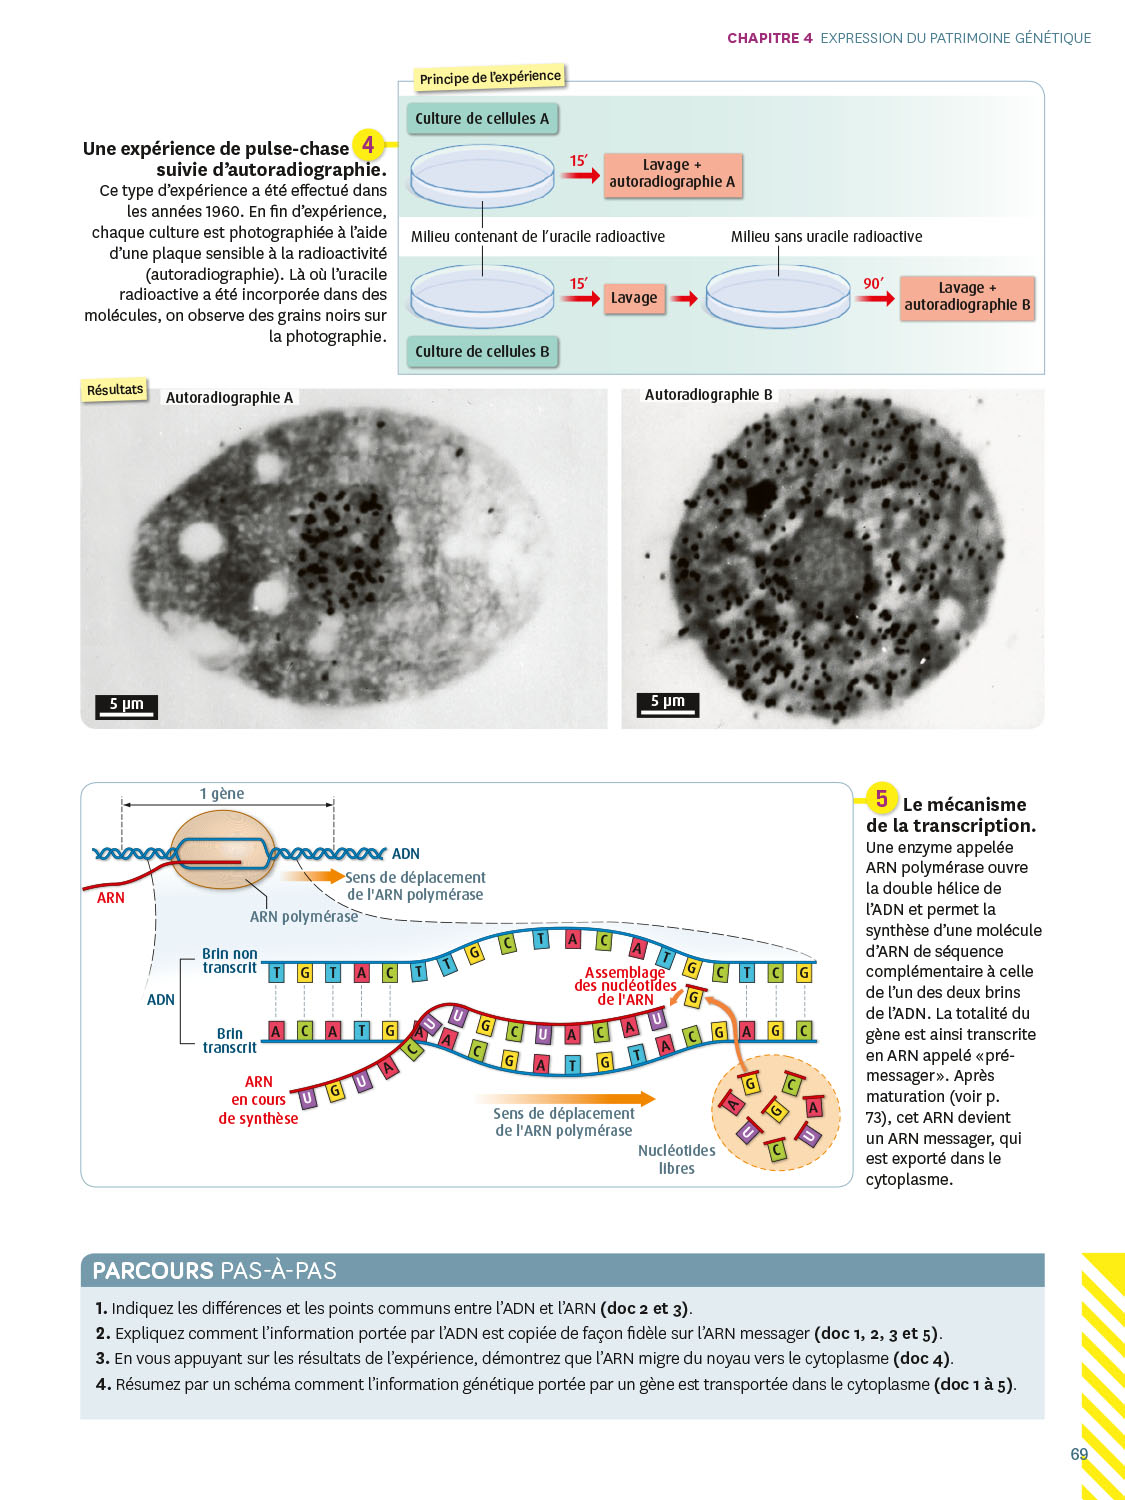 CHAPITRE 4 EXPRESSION DU PATRIMOINE GÉNÉTIQUE
Une expérience de pulse-chase 4
suivie d'autoradiographie.
Ce type d'expérience a été effectué dans
les années 1960. En fin d'expérience,
chaque culture est photographiée à l'aide
d'une plaque sensible à la radioactivité
(autoradiographie). Là où l'uracile
radioactive a été incorporée dans des
molécules, on observe des grains noirs sur
la photographie.
Principe de l'expérience
Culture de cellules A
15′
Lavage +
autoradiographie A
Milieu contenant de l'uracile radioactive
Milieu sans uracile radioactive
15′
Lavage
90′
Lavage +
autoradiographie B
Culture de cellules B
Résultats
Autoradiographie A
5 µm
Autoradiographie B
5 µm
1 gène
ADN
ARN
Sens de déplacement
de l'ARN polymérase
ARN polymérase
Brin non
transcrit
T G T A C T T G C T A C A T G C T C G
ADN
Assemblage
des nucléotides
de l'ARN
G
Brin
transcrit
A C A T G A A C G A T G T A C G A G C
U G U A C U U G C U A C A U
ARN
en cours
de synthèse
Sens de déplacement
de l'ARN polymérase
Nucléotides
libres
G C A G A U C U
5 Le mécanisme
de la transcription.
Une enzyme appelée
ARN polymérase ouvre
la double hélice de
l'ADN et permet la
synthèse d'une molécule
d'ARN de séquence
complémentaire à celle
de l'un des deux brins
de l'ADN. La totalité du
gène est ainsi transcrite
en ARN appelé «pré-
messager». Après
maturation (voir p.
73), cet ARN devient
un ARN messager, qui
est exporté dans le
cytoplasme.
PARCOURS PAS-À-PAS
1. Indiquez les différences et les points communs entre l'ADN et l'ARN (doc 2 et 3).
2. Expliquez comment l'information portée par l'ADN est copiée de façon fidèle sur l'ARN messager (doc 1, 2, 3 et 5).
3. En vous appuyant sur les résultats de l'expérience, démontrez que l'ARN migre du noyau vers le cytoplasme (doc 4).
4. Résumez par un schéma comment l'information génétique portée par un gène est transportée dans le cytoplasme (doc 1 à 5).
69